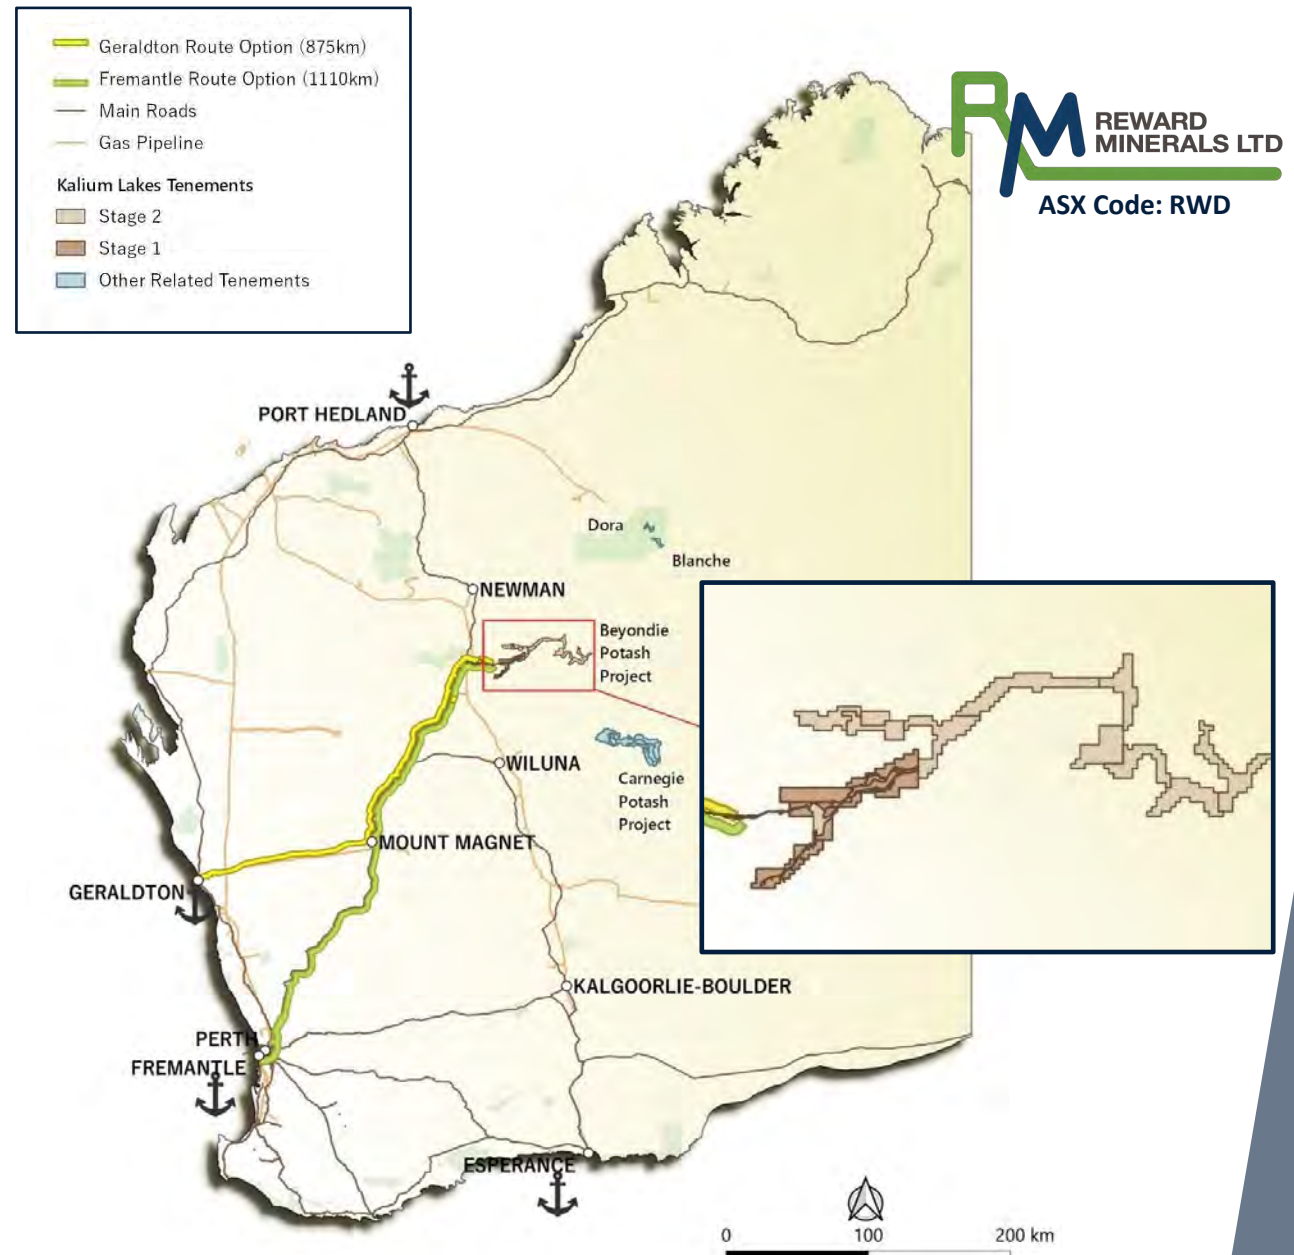 Geraldton Route Option (875km)
Fremantle Route Option (1110km)
Main Roads
Gas Pipeline
Kalium Lakes Tenements
Stage 2
Stage 1
Other Related Tenements
RM
REWARD
MINERALS LTD
ASX Code: RWD
PORT HEDLAND
Dora
Blanche
NEWMAN
Beyondie
Potash
Project
WILUNA
Carnegie
Potash
Project
MOUNT MAGNET
GERALDTON
KALGOORLIE-BOULDER
PERTH
FREMANTLE
ESPERANCE
0 100 200 km